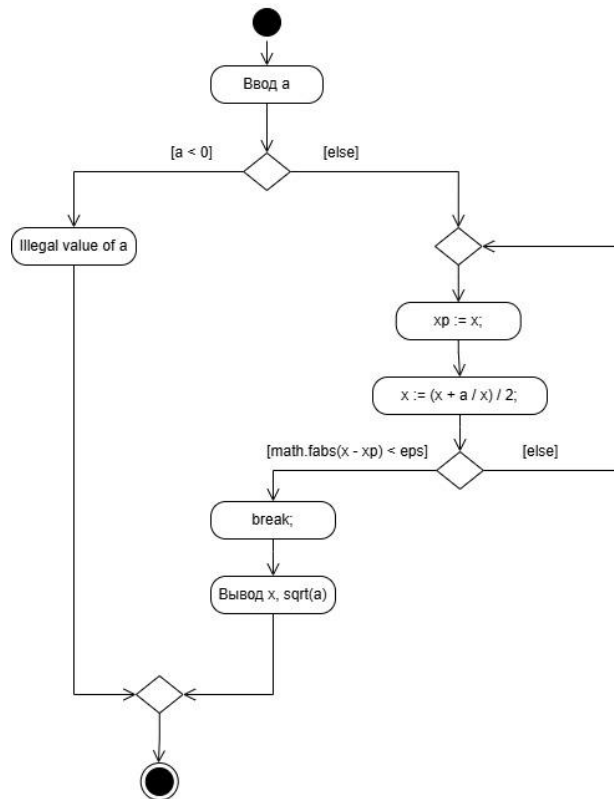 Ввод a
[a < 0]
[else]
Illegal value of a
xp := x;
x := (x + a / x) / 2;
[math.fabs(x - xp) < eps]
[else]
break;
Вывод x, sqrt(a)